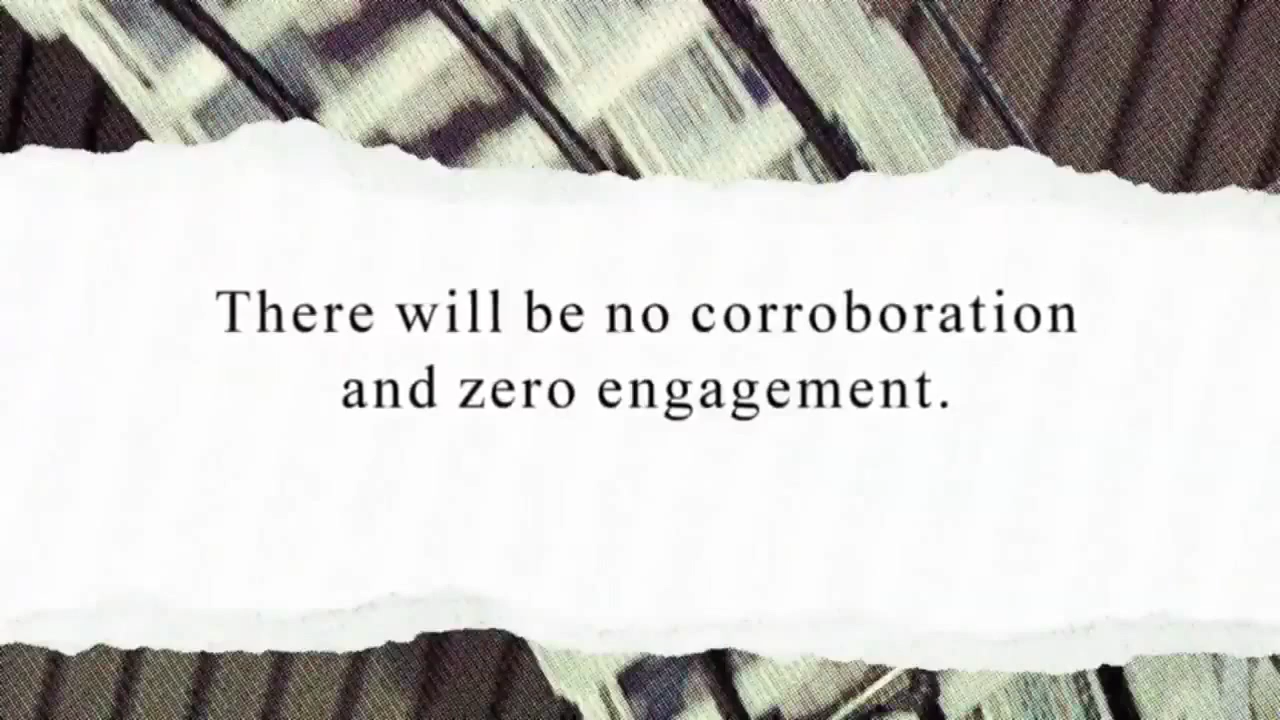 There will be no corroboration
and zero engagement.